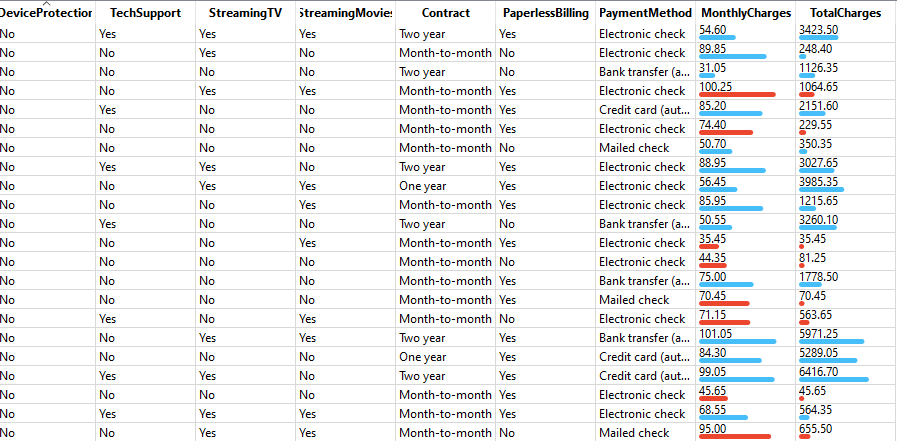 DeviceProtection TechSupport StreamingTV StreamingMovies Contract PaperlessBilling PaymentMethod MonthlyCharges TotalCharges
No Yes Yes Yes Two year Yes Electronic check 54.60 3423.50
No No Yes No Month-to-month No Electronic check 89.85 248.40
No No No No Two year No Bank transfer (a... 31.05 1126.35
No No Yes Yes Month-to-month Yes Electronic check 100.25 1064.65
No Yes No No Month-to-month Yes Credit card (aut... 85.20 2151.60
No No No No Month-to-month Yes Electronic check 74.40 229.55
No No No No Month-to-month No Mailed check 50.70 350.35
No Yes Yes No Two year Yes Electronic check 88.95 3027.65
No No Yes Yes One year Yes Electronic check 56.45 3985.35
No No No Yes Month-to-month Yes Electronic check 85.95 1215.65
No Yes No No Two year No Bank transfer (a... 50.55 3260.10
No No No Yes Month-to-month Yes Electronic check 35.45 35.45
No No No No Month-to-month No Electronic check 44.35 81.25
No No No No Month-to-month Yes Bank transfer (a... 75.00 1778.50
No No No No Month-to-month Yes Mailed check 70.45 70.45
No Yes No Yes Month-to-month No Electronic check 71.15 563.65
No No Yes Yes Two year Yes Bank transfer (a... 101.05 5971.25
No No No No One year Yes Credit card (aut... 84.30 5289.05
No Yes Yes No Two year Yes Credit card (aut... 99.05 6416.70
No No No No Month-to-month Yes Electronic check 45.65 45.65
No Yes Yes Yes Month-to-month Yes Electronic check 68.55 564.35
No No Yes Yes Month-to-month No Mailed check 95.00 655.50